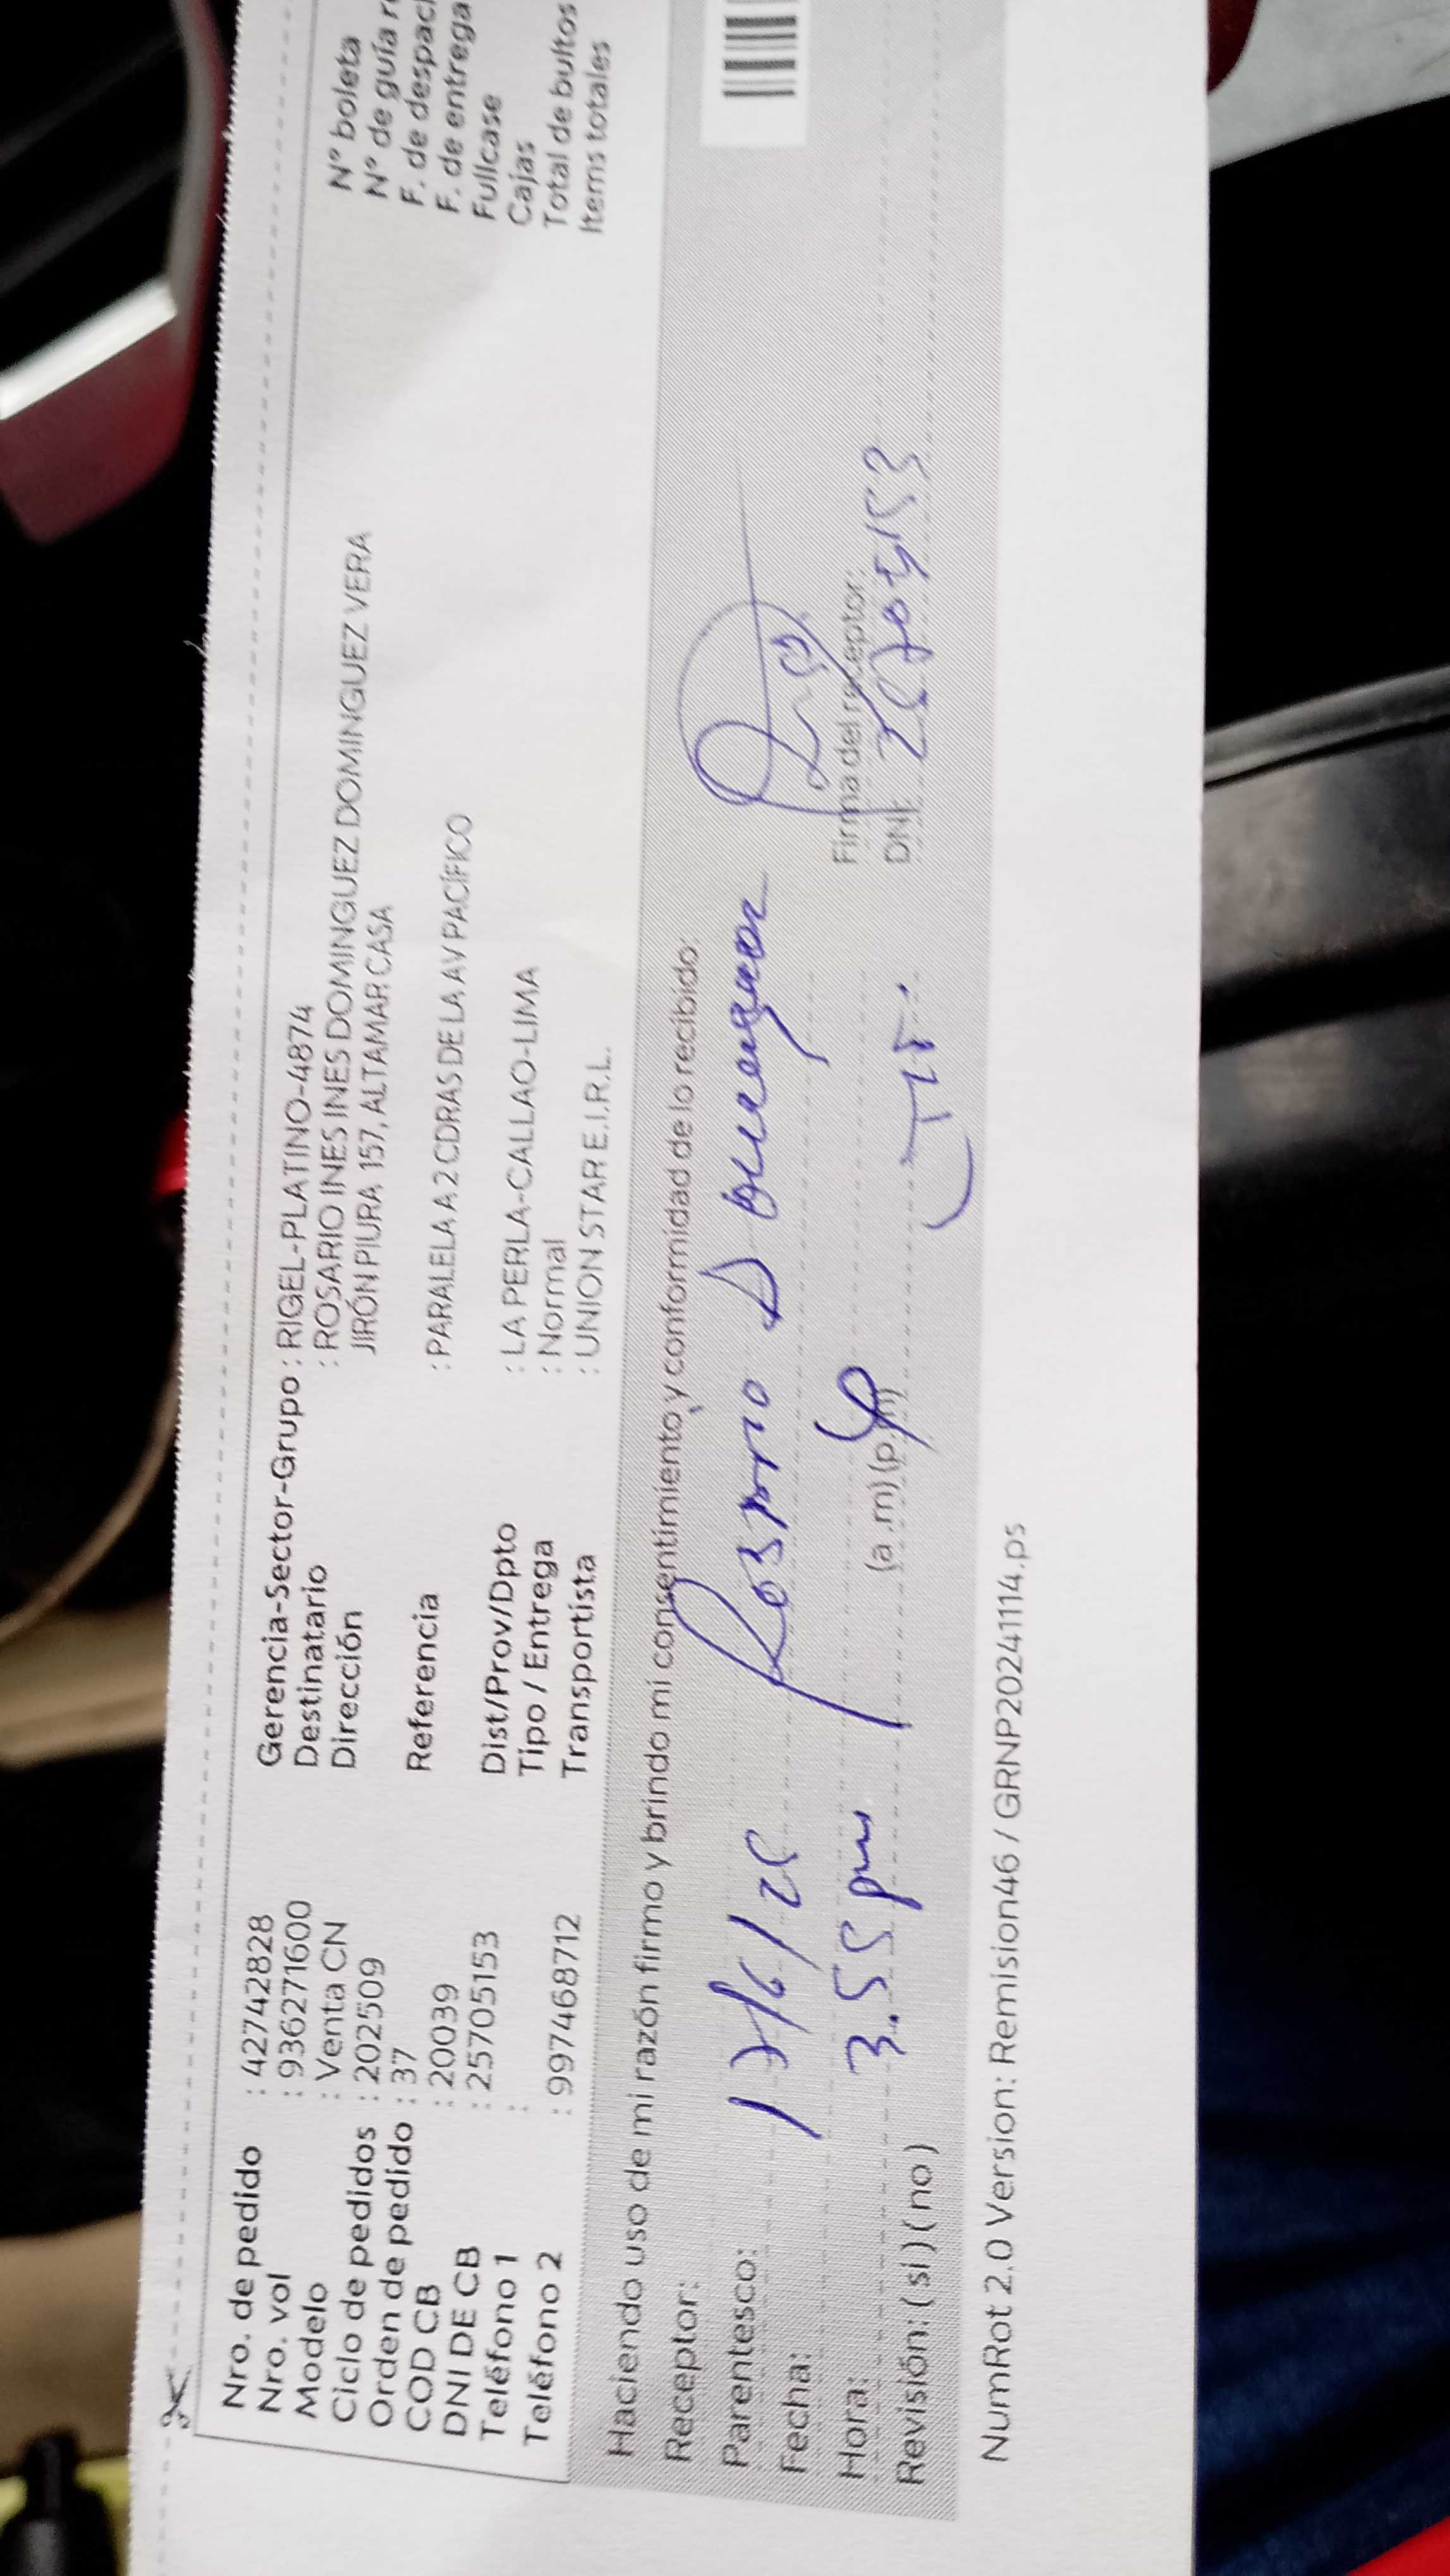 Nro. de pedido : 42742828
Nro. vol : 936271600
Modelo : Venta CN
Ciclo de pedidos : 202509
Orden de pedido : 37
COD CB : 20039
DNI DE CB : 25705153
Teléfono 1 :
Teléfono 2 : 997468712
Gerencia-Sector-Grupo : RIGEL-PLATINO-4874
Destinatario : ROSARIO INES INES DOMINGUEZ DOMINGUEZ VERA
Dirección JIRÓN PIURA 157, ALTAMAR CASA
Referencia : PARALELA A 2 CDRAS DE LA AV PACÍFICO
Dist/Prov/Dpto : LA PERLA-CALLAO-LIMA
Tipo / Entrega : Normal
Transportista : UNION STAR E.I.R.L.
N° boleta
N° de guía r
F. de despac
F. de entrega
Fullcase
Cajas
Total de bultos
Items totales
Haciendo uso de mi razón firmo y brindo mi consentimiento y conformidad de lo recibido:
Receptor:
Parentesco:
Fecha: 17/6/25
Hora: 3.55 pm (a .m) (p.m)
Revisión: ( si ) ( no )
Rosario
Firma del receptor:
DNI: 25705153
TIT.
NumRot 2.0 Version: Remision46 / GRNP20241114.ps